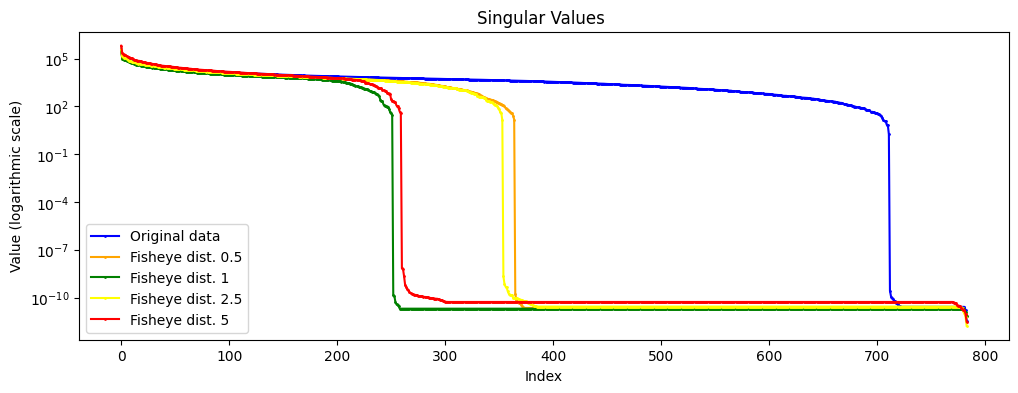 Singular Values
Value (logarithmic scale)
10^5
10^2
10^-1
10^-4
10^-7
10^-10
Original data
Fisheye dist. 0.5
Fisheye dist. 1
Fisheye dist. 2.5
Fisheye dist. 5
0 100 200 300 400 500 600 700 800
Index